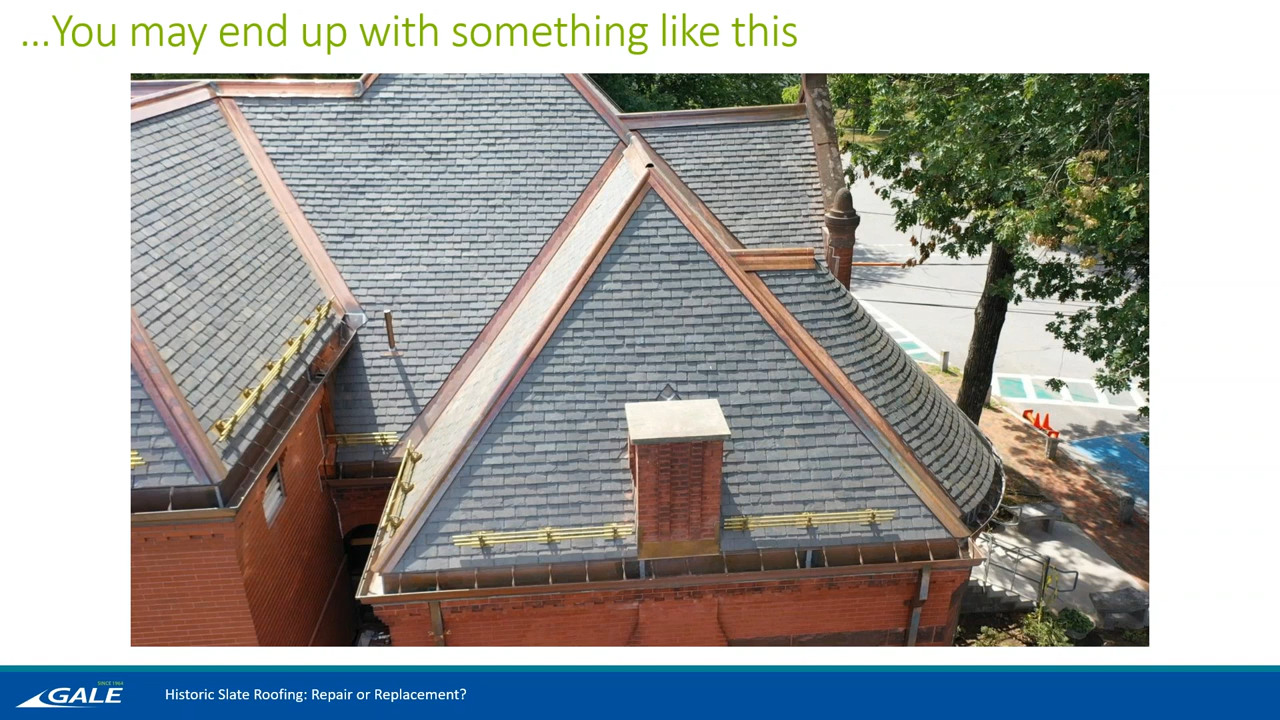 ...You may end up with something like this
SINCE 1964
GALE
Historic Slate Roofing: Repair or Replacement?